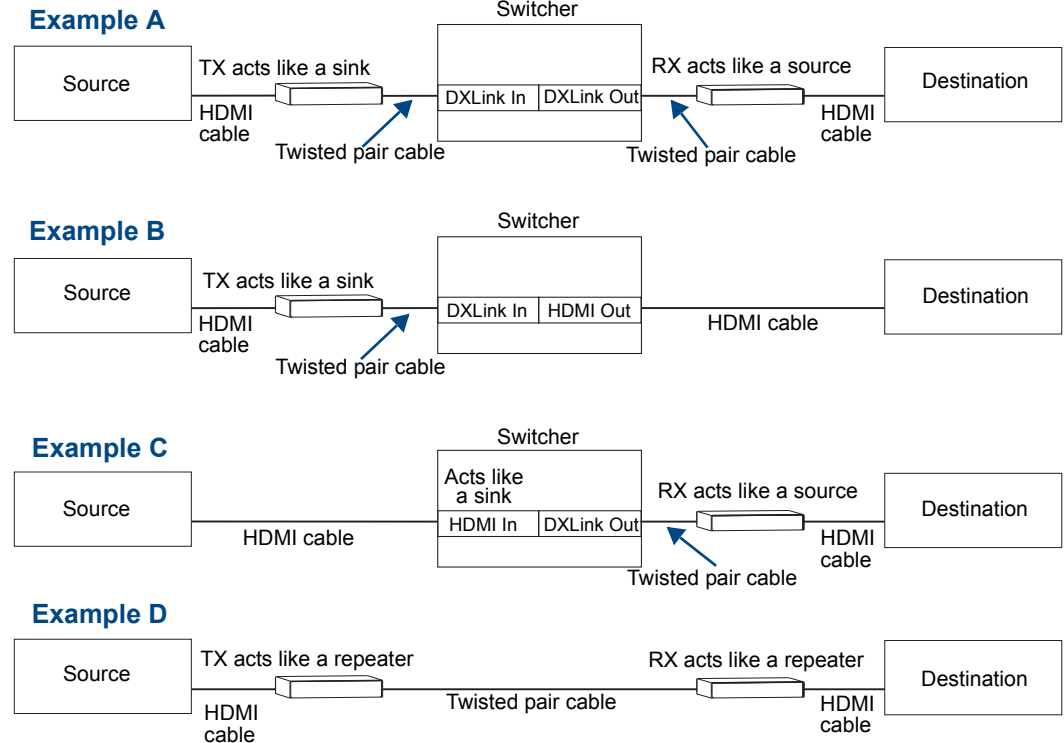 Example A
Switcher
Source
TX acts like a sink
RX acts like a source
Destination
DXLink In
DXLink Out
HDMI
cable
HDMI
cable
Twisted pair cable
Twisted pair cable
Example B
Switcher
Source
TX acts like a sink
Destination
DXLink In
HDMI Out
HDMI
cable
HDMI cable
Twisted pair cable
Example C
Switcher
Source
Acts like
a sink
RX acts like a source
Destination
HDMI In
DXLink Out
HDMI cable
HDMI
cable
Twisted pair cable
Example D
Source
TX acts like a repeater
RX acts like a repeater
Destination
Twisted pair cable
HDMI
cable
HDMI
cable